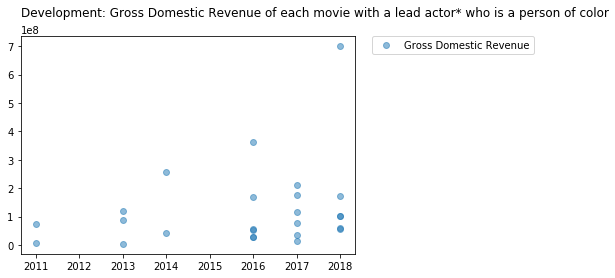 Development: Gross Domestic Revenue of each movie with a lead actor* who is a person of color
1e8
Gross Domestic Revenue
7
6
5
4
3
2
1
0
2011 2012 2013 2014 2015 2016 2017 2018